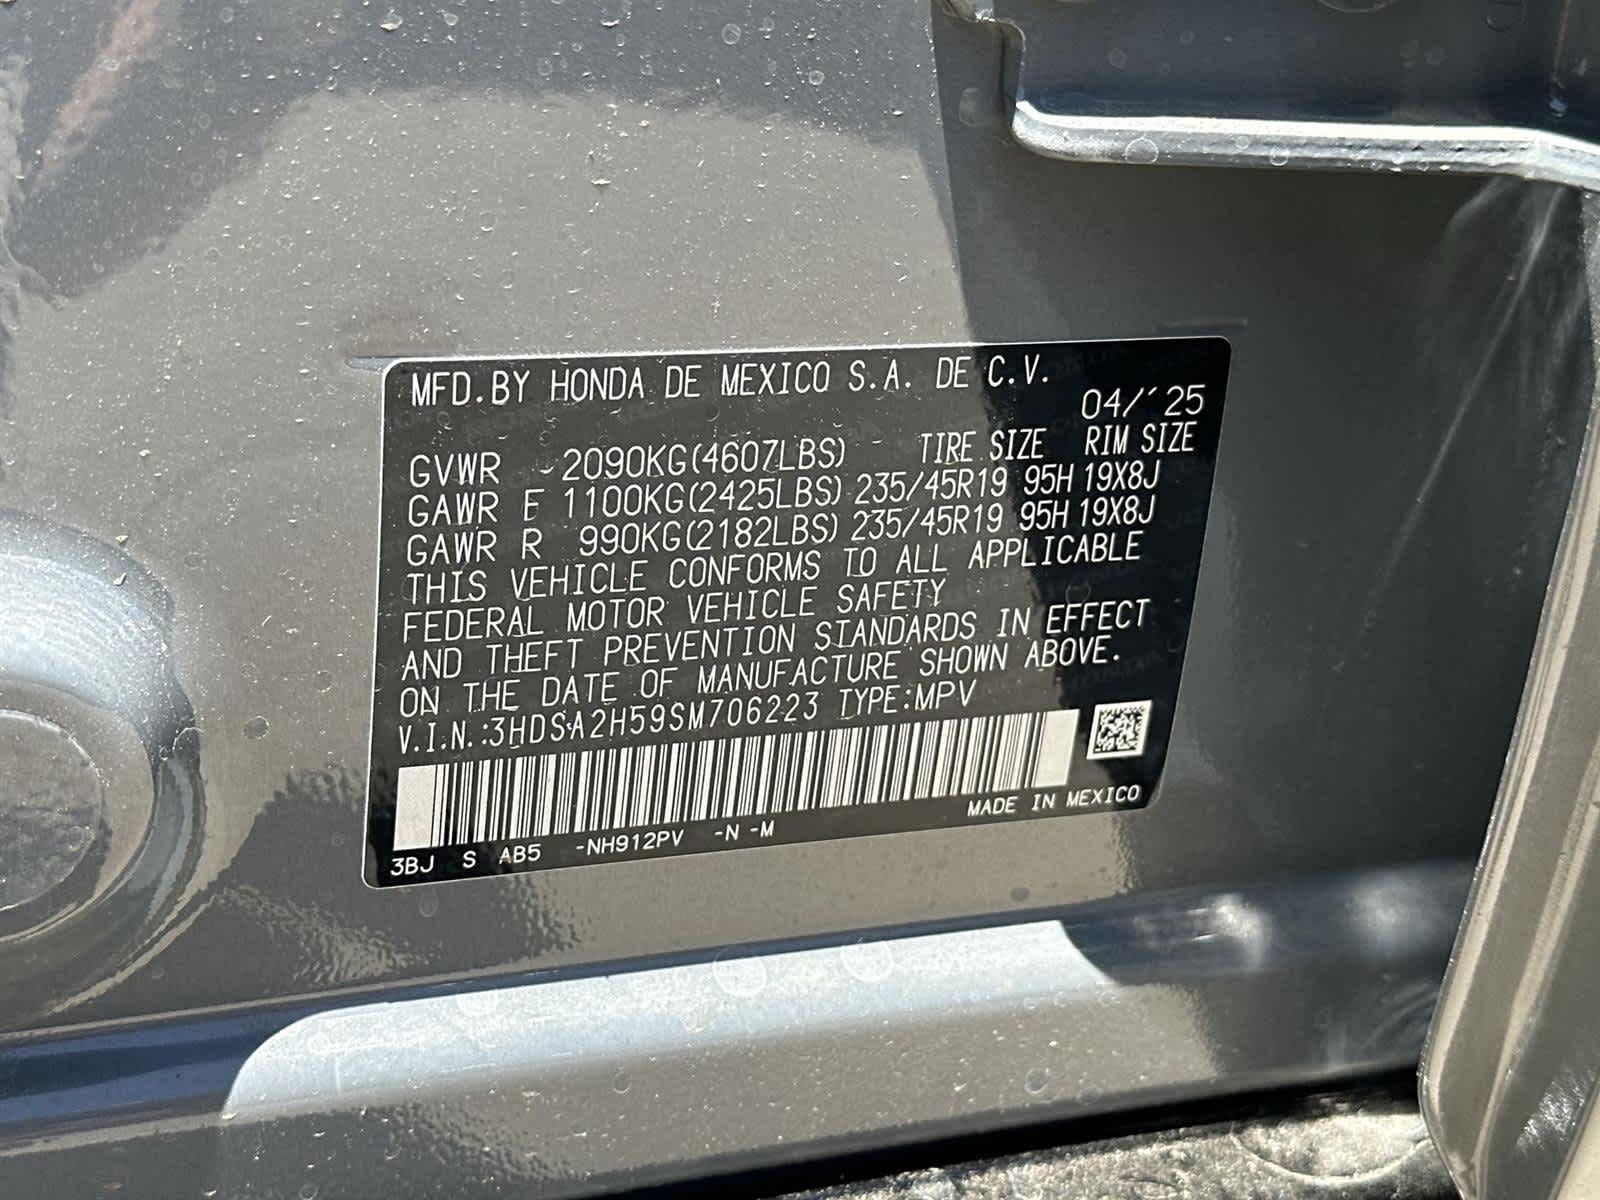 MFD.BY HONDA DE MEXICO S.A. DE C.V.
04/´25
GVWR 2090KG(4607LBS) TIRE SIZE RIM SIZE
GAWR F 1100KG(2425LBS) 235/45R19 95H 19X8J
GAWR R 990KG(2182LBS) 235/45R19 95H 19X8J
THIS VEHICLE CONFORMS TO ALL APPLICABLE
FEDERAL MOTOR VEHICLE SAFETY
AND THEFT PREVENTION STANDARDS IN EFFECT
ON THE DATE OF MANUFACTURE SHOWN ABOVE.
V.I.N.:3HDSA2H59SM706223 TYPE:MPV
MADE IN MEXICO
3BJ S AB5 -NH912PV -N -M